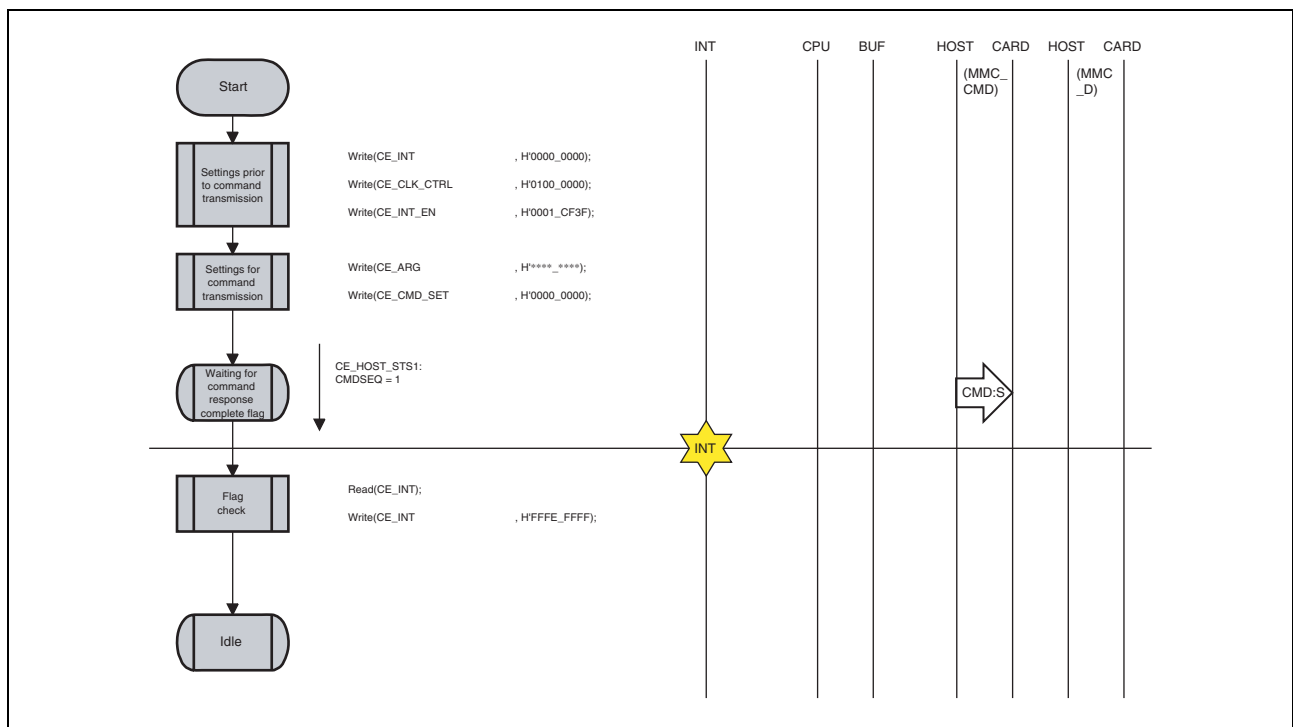 INT CPU BUF HOST CARD HOST CARD
(MMC_
CMD)
(MMC
_D)
Start
Settings prior
to command
transmission
Write(CE_INT , H'0000_0000);
Write(CE_CLK_CTRL , H'0100_0000);
Write(CE_INT_EN , H'0001_CF3F);
Settings for
command
transmission
Write(CE_ARG , H'****_****);
Write(CE_CMD_SET , H'0000_0000);
Waiting for
command
response
complete flag
CE_HOST_STS1:
CMDSEQ = 1
CMD:S
INT
Flag
check
Read(CE_INT);
Write(CE_INT , H'FFFE_FFFF);
Idle